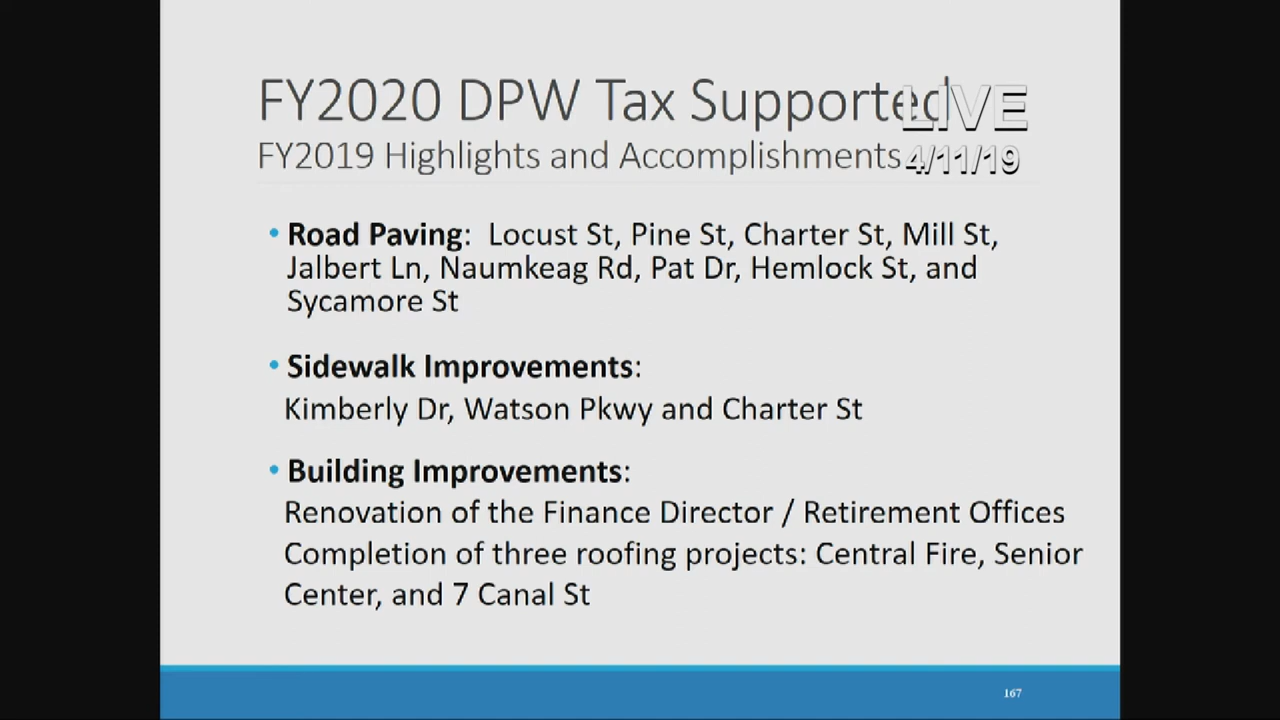 FY2020 DPW Tax Supported
LIVE
FY2019 Highlights and Accomplishments
4/11/19
• Road Paving: Locust St, Pine St, Charter St, Mill St,
Jalbert Ln, Naumkeag Rd, Pat Dr, Hemlock St, and
Sycamore St
• Sidewalk Improvements:
Kimberly Dr, Watson Pkwy and Charter St
• Building Improvements:
Renovation of the Finance Director / Retirement Offices
Completion of three roofing projects: Central Fire, Senior
Center, and 7 Canal St
167